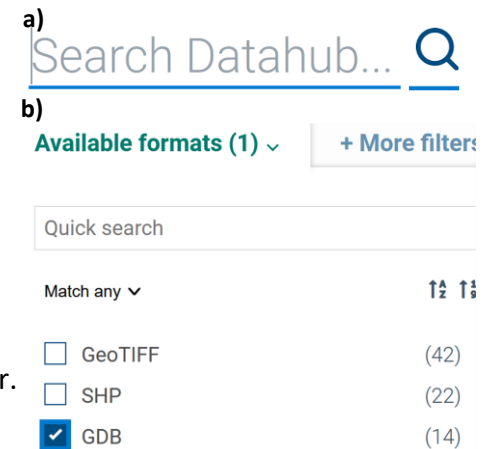 a)
Search Datahub...
b)
Available formats (1)
+ More filters
Quick search
Match any
GeoTIFF (42)
r. SHP (22)
GDB (14)